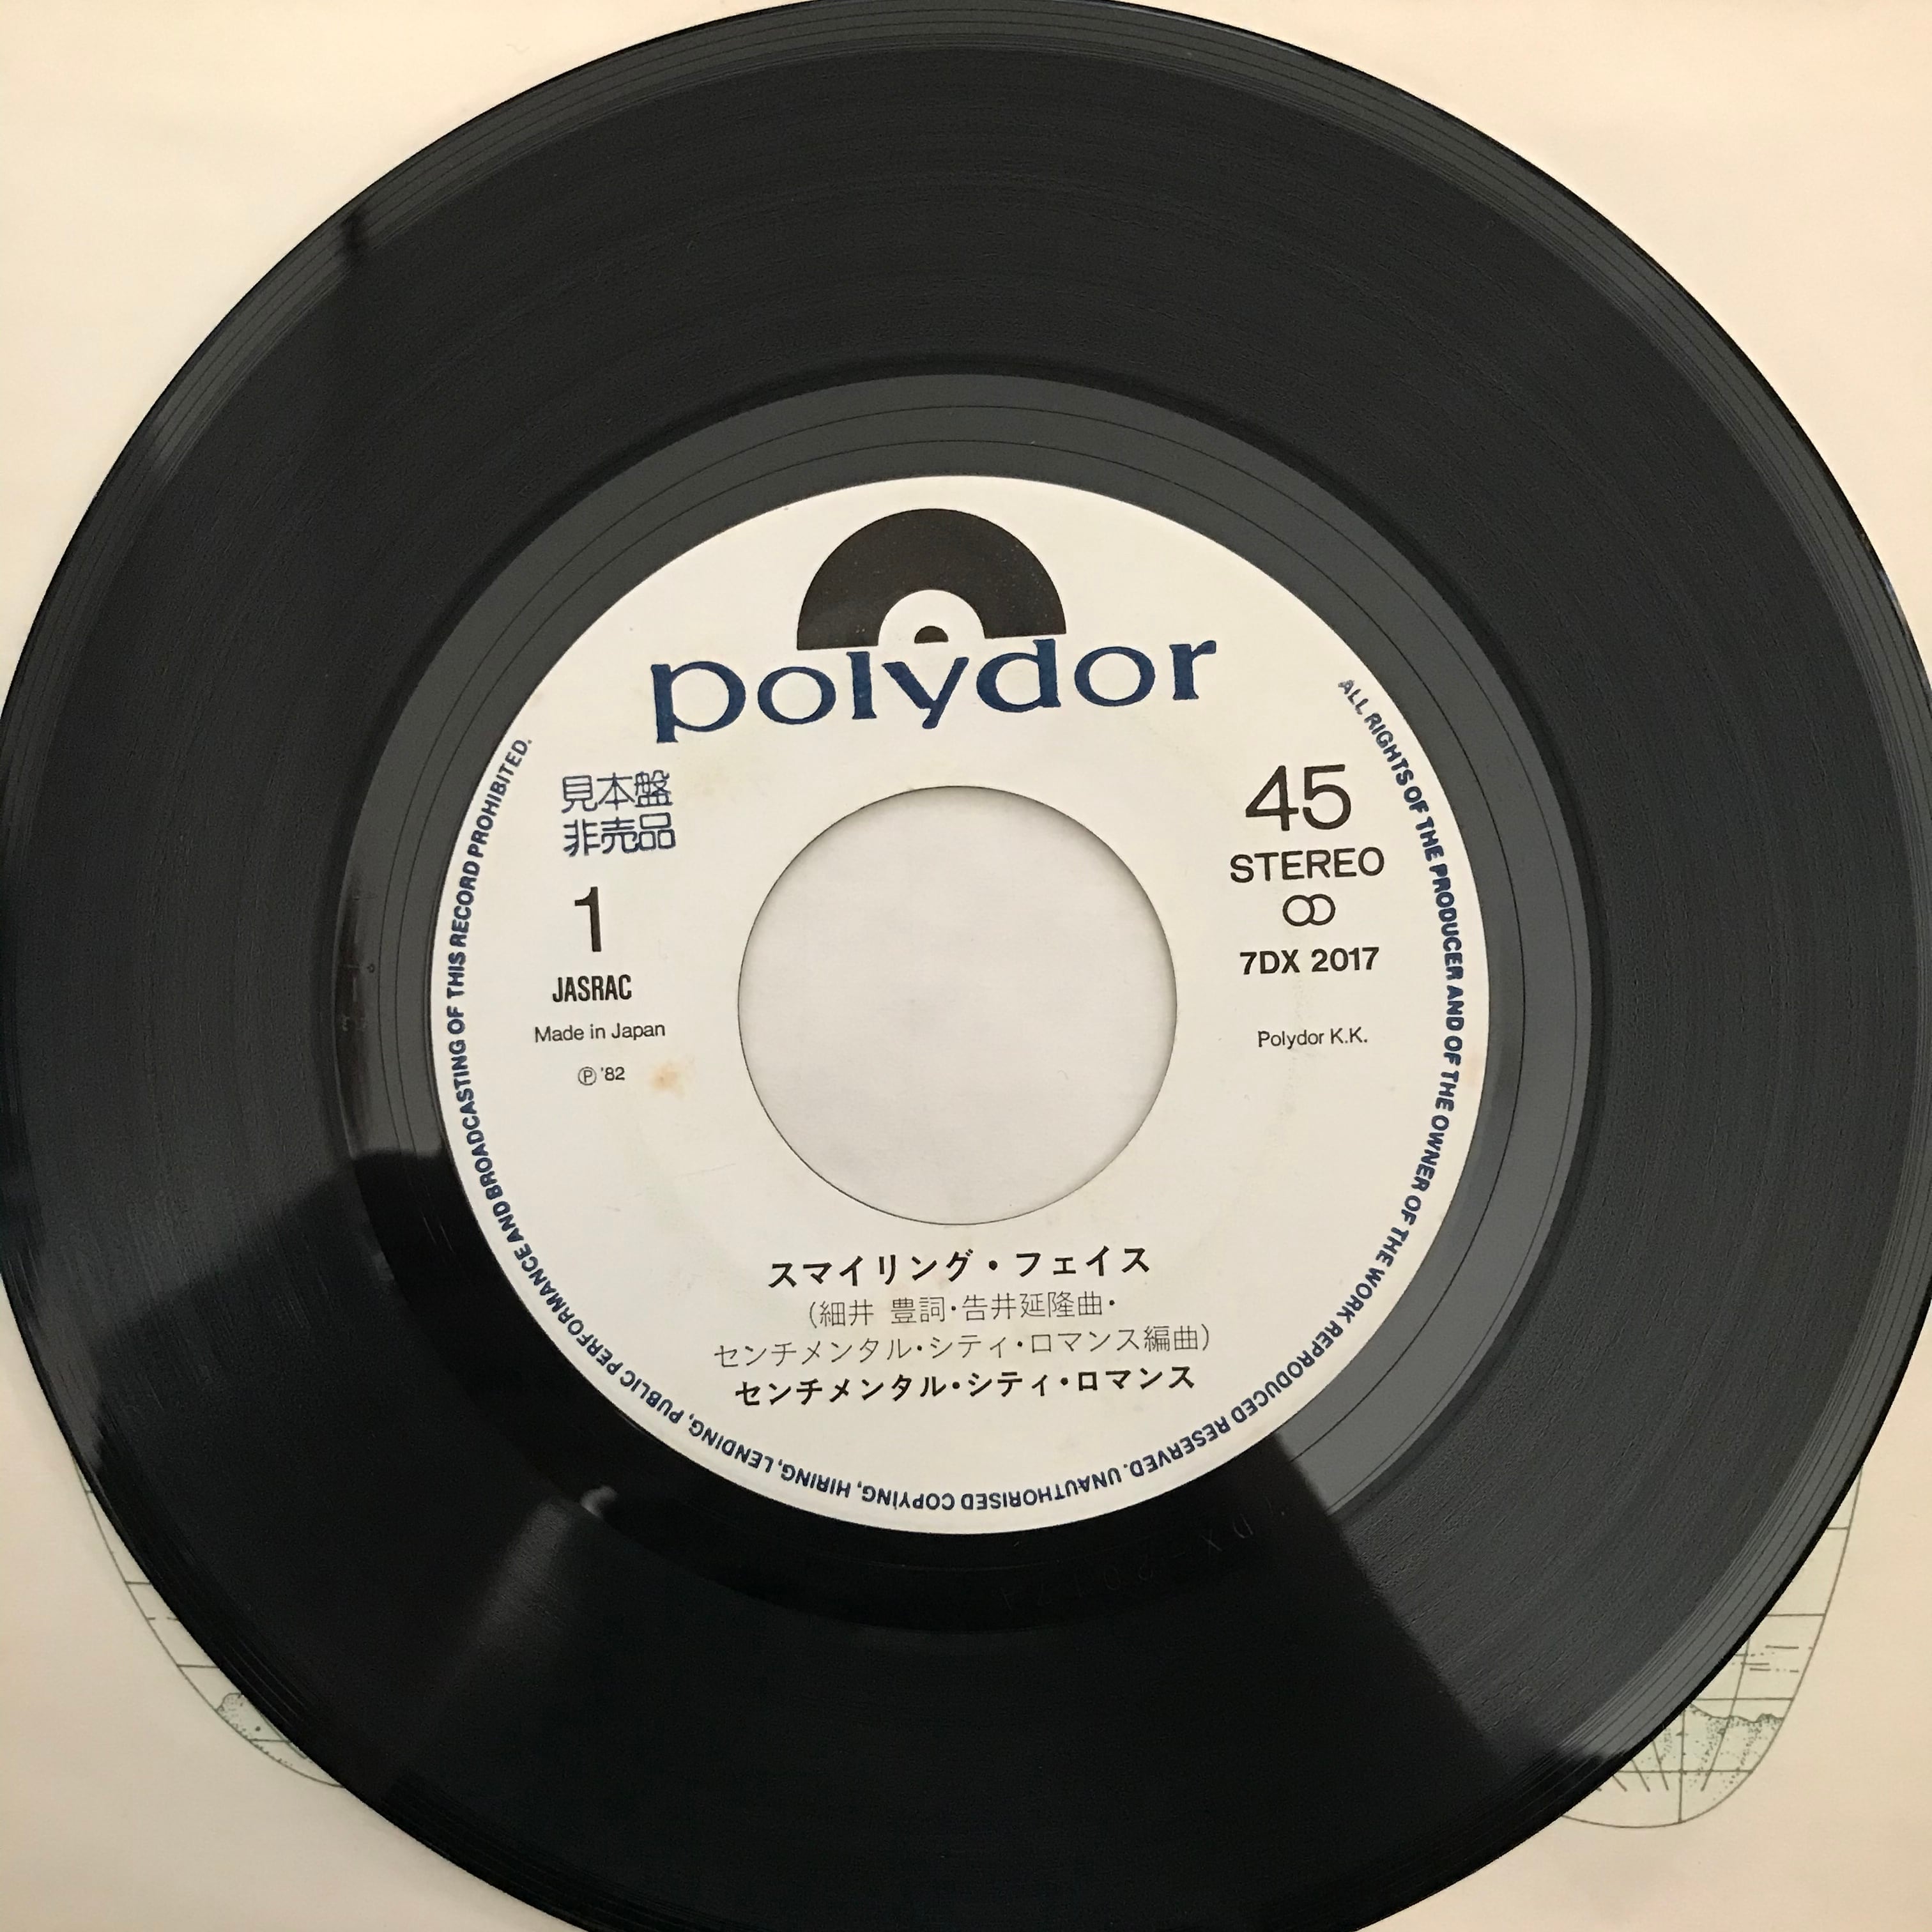 polydor
見本盤
非売品
1
JASRAC
Made in Japan
Ⓟ '82
45
STEREO
7DX 2017
Polydor K.K.
スマイリング・フェイス
(細井 豊詞・告井延隆曲・
センチメンタル・シティ・ロマンス編曲)
センチメンタル・シティ・ロマンス
ALL RIGHTS OF THE PRODUCER AND OF THE OWNER OF THE WORK REPRODUCED RESERVED. UNAUTHORISED COPYING, HIRING, LENDING, PUBLIC PERFORMANCE AND BROADCASTING OF THIS RECORD PROHIBITED.